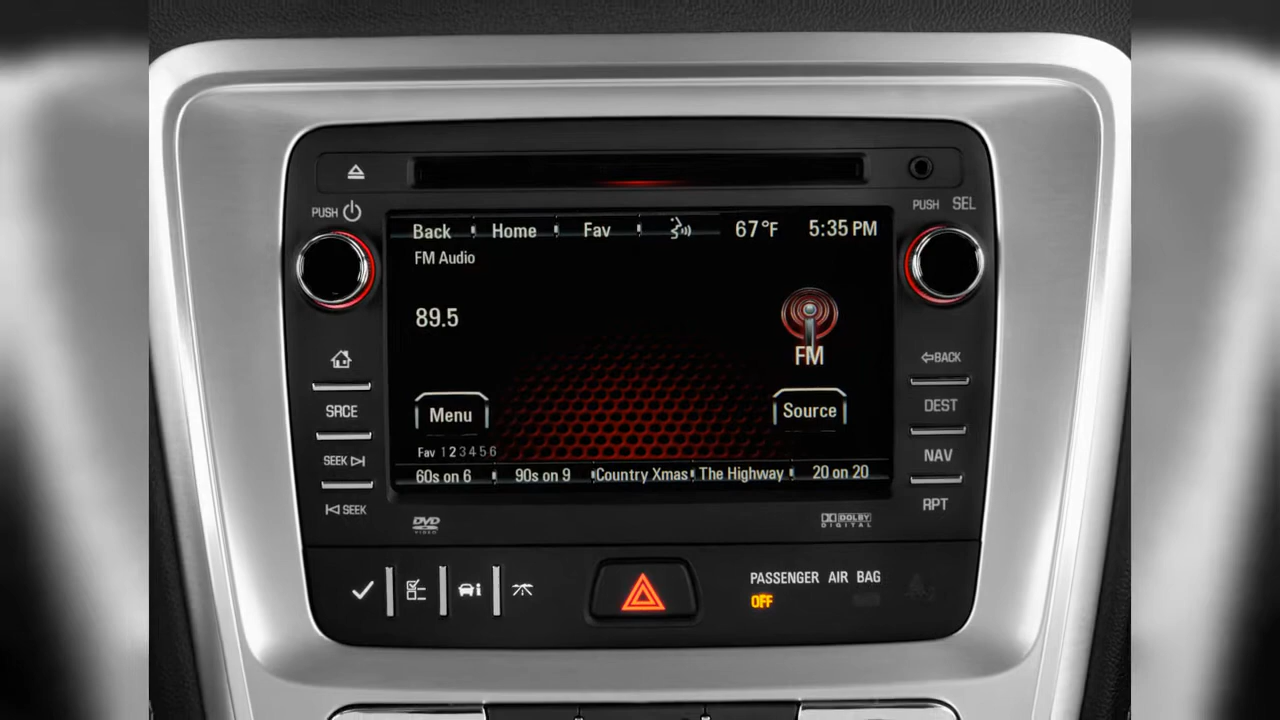 PUSH
PUSH SEL
Back Home Fav 67°F 5:35 PM
FM Audio
89.5
FM
BACK
SRCE
DEST
Menu
Source
SEEK
NAV
Fav 1 2 3 4 5 6
60s on 6 90s on 9 Country Xmas The Highway 20 on 20
SEEK
RPT
DVD
VIDEO
DOLBY
DIGITAL
PASSENGER AIR BAG
OFF